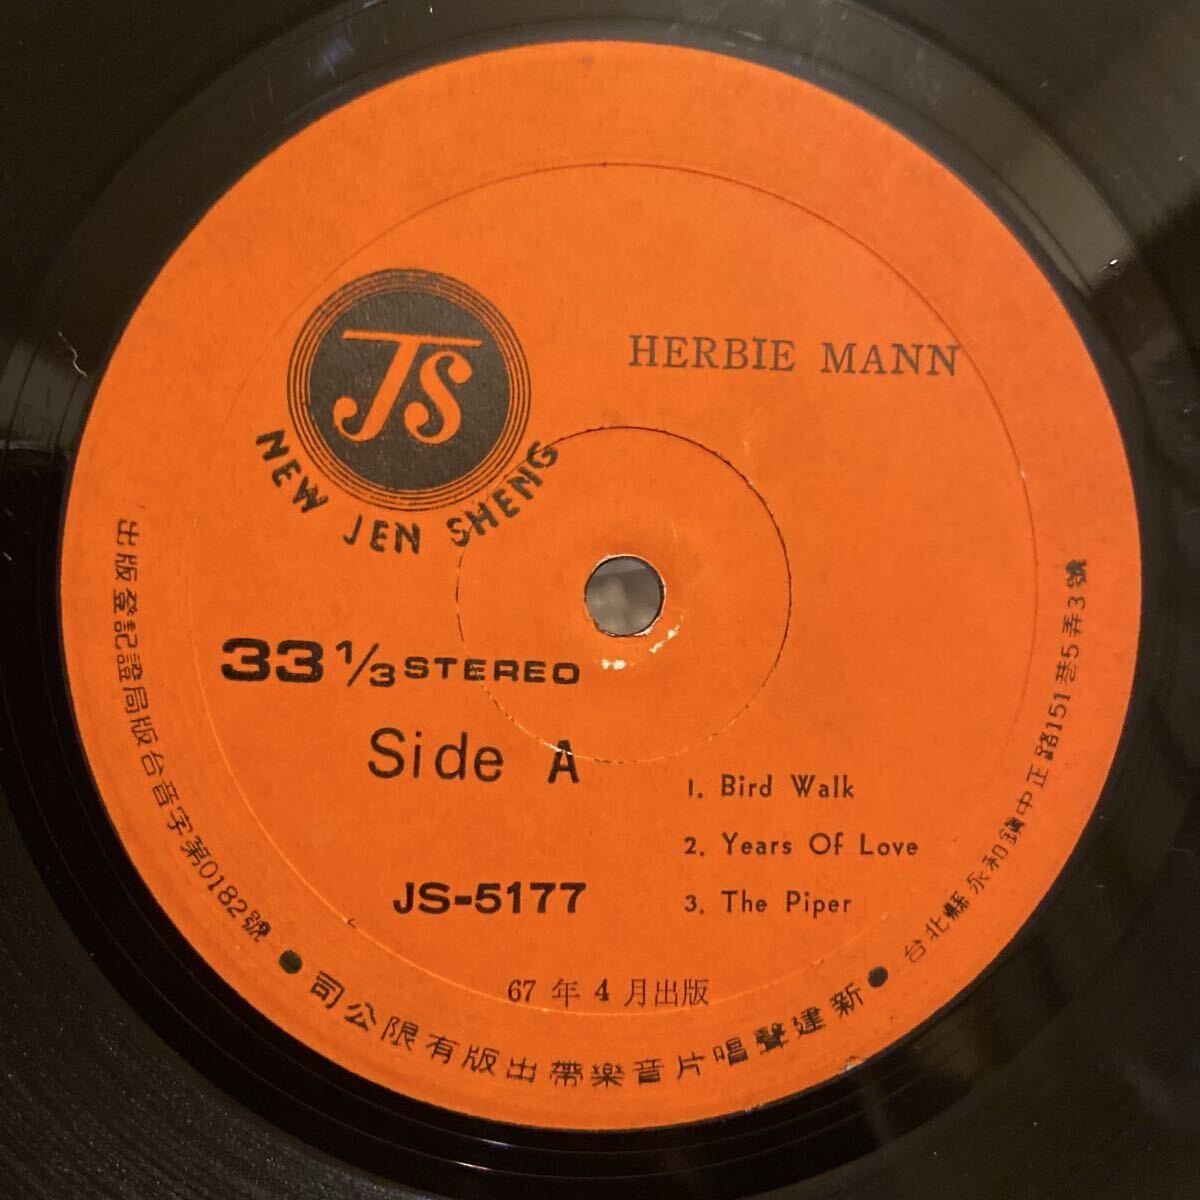 JS
NEW JEN SHENG
HERBIE MANN
33 1/3 STEREO
Side A
JS-5177
1. Bird Walk
2. Years Of Love
3. The Piper
67 年 4 月出版
出版登記證局版台音字第0182號
新建聲唱片音樂帶出版有限公司
台北縣永和鎮中正路151巷5弄3號